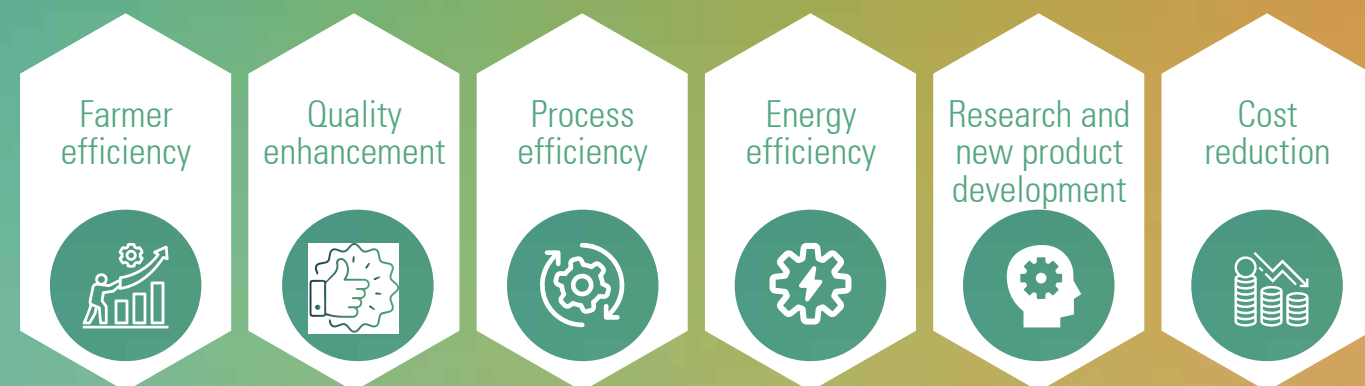 Farmer
efficiency
Quality
enhancement
Process
efficiency
Energy
efficiency
Research and
new product
development
Cost
reduction